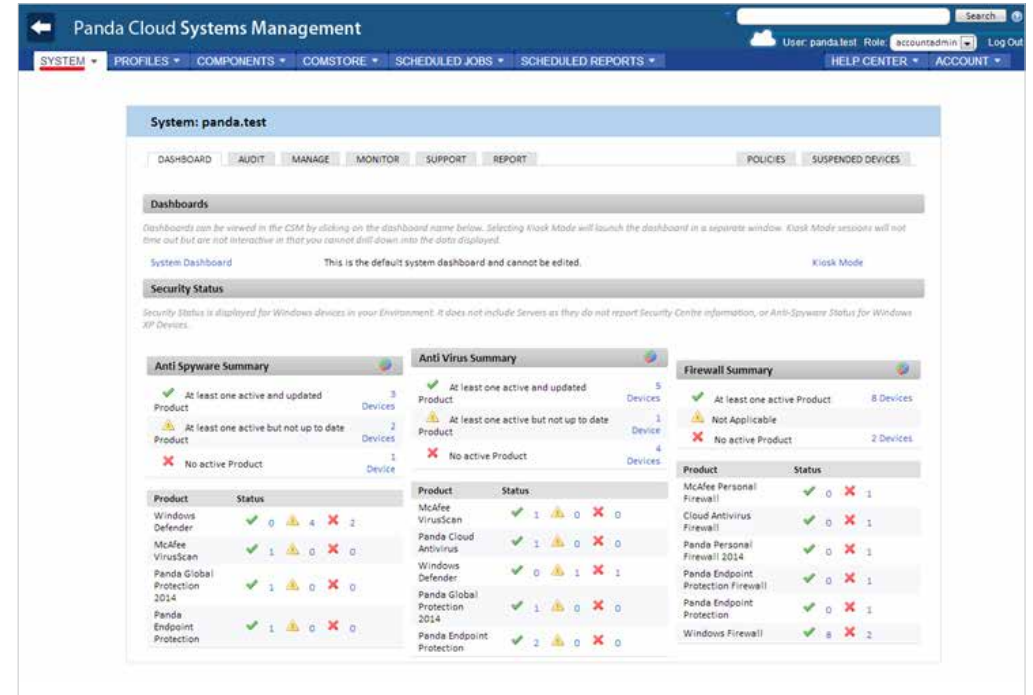 Panda Cloud Systems Management
Search
User: panda.test Role: accountadmin Log Out
SYSTEM PROFILES COMPONENTS COMSTORE SCHEDULED JOBS SCHEDULED REPORTS HELP CENTER ACCOUNT
System: panda.test
DASHBOARD AUDIT MANAGE MONITOR SUPPORT REPORT POLICIES SUSPENDED DEVICES
Dashboards
Dashboards can be viewed in the CSM by clicking on the dashboard name below. Selecting Kiosk Mode will launch the dashboard in a separate window. Kiosk Mode sessions will not
time out but are not interactive in that you cannot drill down into the data displayed.
System Dashboard This is the default system dashboard and cannot be edited. Kiosk Mode
Security Status
Security Status is displayed for Windows devices in your Environment. It does not include Servers as they do not report Security Centre information, or Anti-Spyware Status for Windows
XP Devices.
Anti Spyware Summary
At least one active and updated 3
Product Devices
At least one active but not up to date 2
Product Devices
No active Product 1
Device
Product Status
Windows
Defender 0 4 2
McAfee
VirusScan 1 0 0
Panda Global
Protection 1 0 0
2014
Panda
Endpoint 1 0 0
Protection
Anti Virus Summary
At least one active and updated 5
Product Devices
At least one active but not up to date 1
Product Device
No active Product 4
Devices
Product Status
McAfee
VirusScan 1 0 0
Panda Cloud
Antivirus 1 0 0
Windows
Defender 0 1 1
Panda Global
Protection 1 0 0
2014
Panda Endpoint
Protection 2 0 0
Firewall Summary
At least one active Product 8 Devices
Not Applicable
No active Product 2 Devices
Product Status
McAfee Personal
Firewall 0 1
Cloud Antivirus
Firewall 0 1
Panda Personal
Firewall 2014 0 1
Panda Endpoint
Protection Firewall 0 1
Panda Endpoint
Protection 0 1
Windows Firewall 8 2